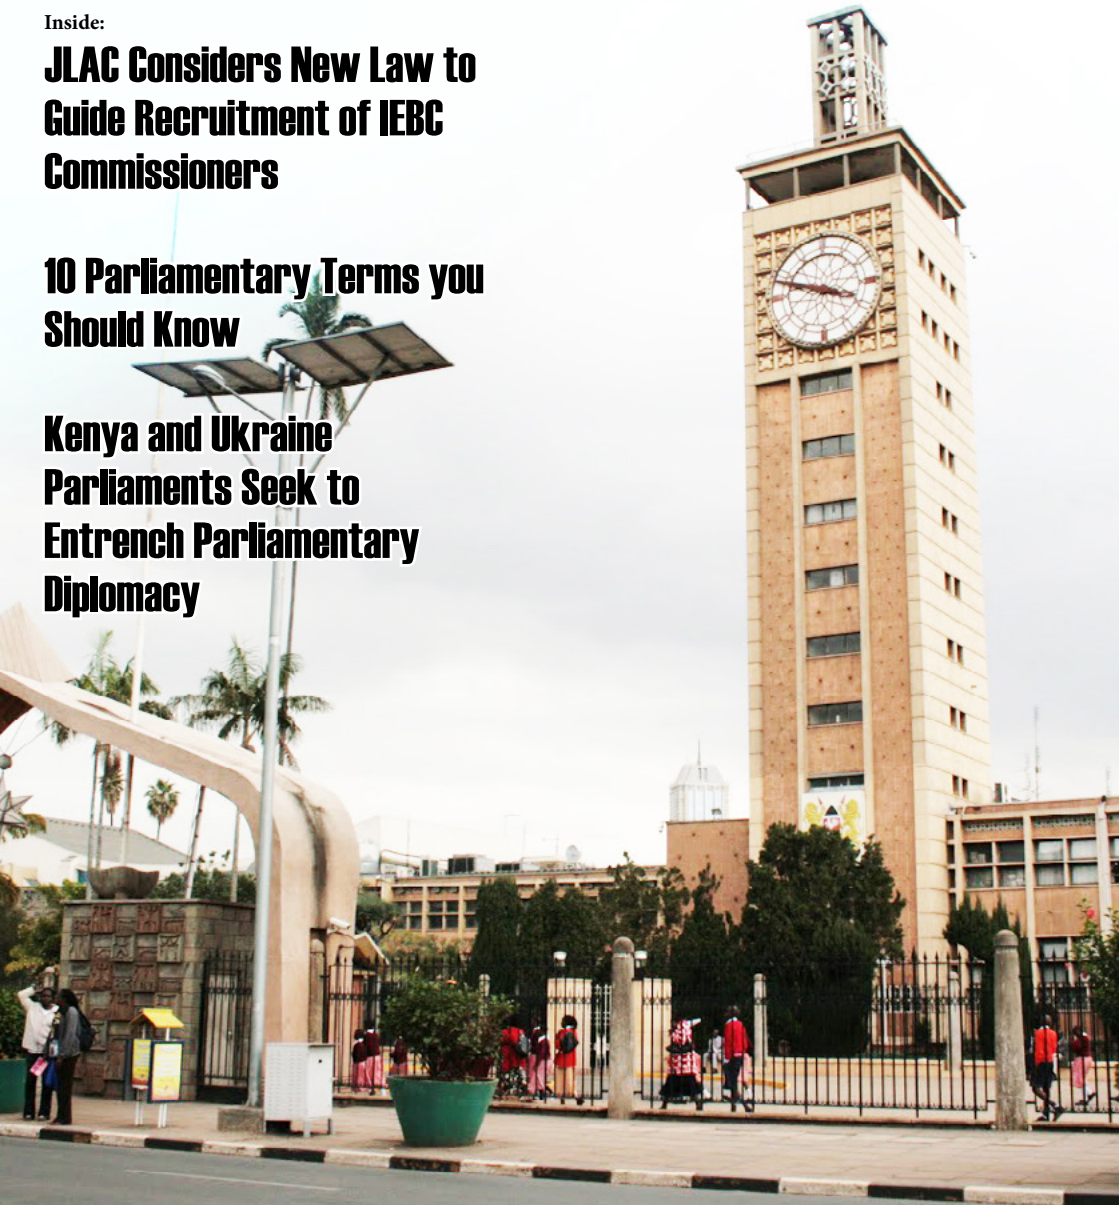 Inside:
JLAC Considers New Law to
Guide Recruitment of IEBC
Commissioners
10 Parliamentary Terms you
Should Know
Kenya and Ukraine
Parliaments Seek to
Entrench Parliamentary
Diplomacy